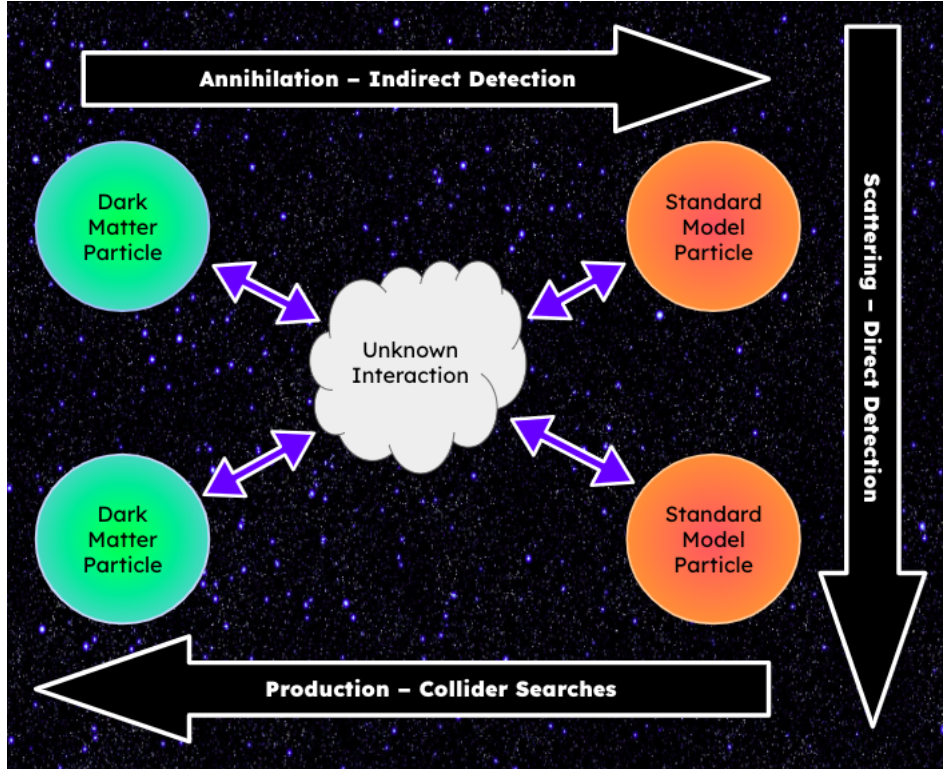 Annihilation – Indirect Detection
Dark
Matter
Particle
Standard
Model
Particle
Scattering – Direct Detection
Unknown
Interaction
Dark
Matter
Particle
Standard
Model
Particle
Production – Collider Searches